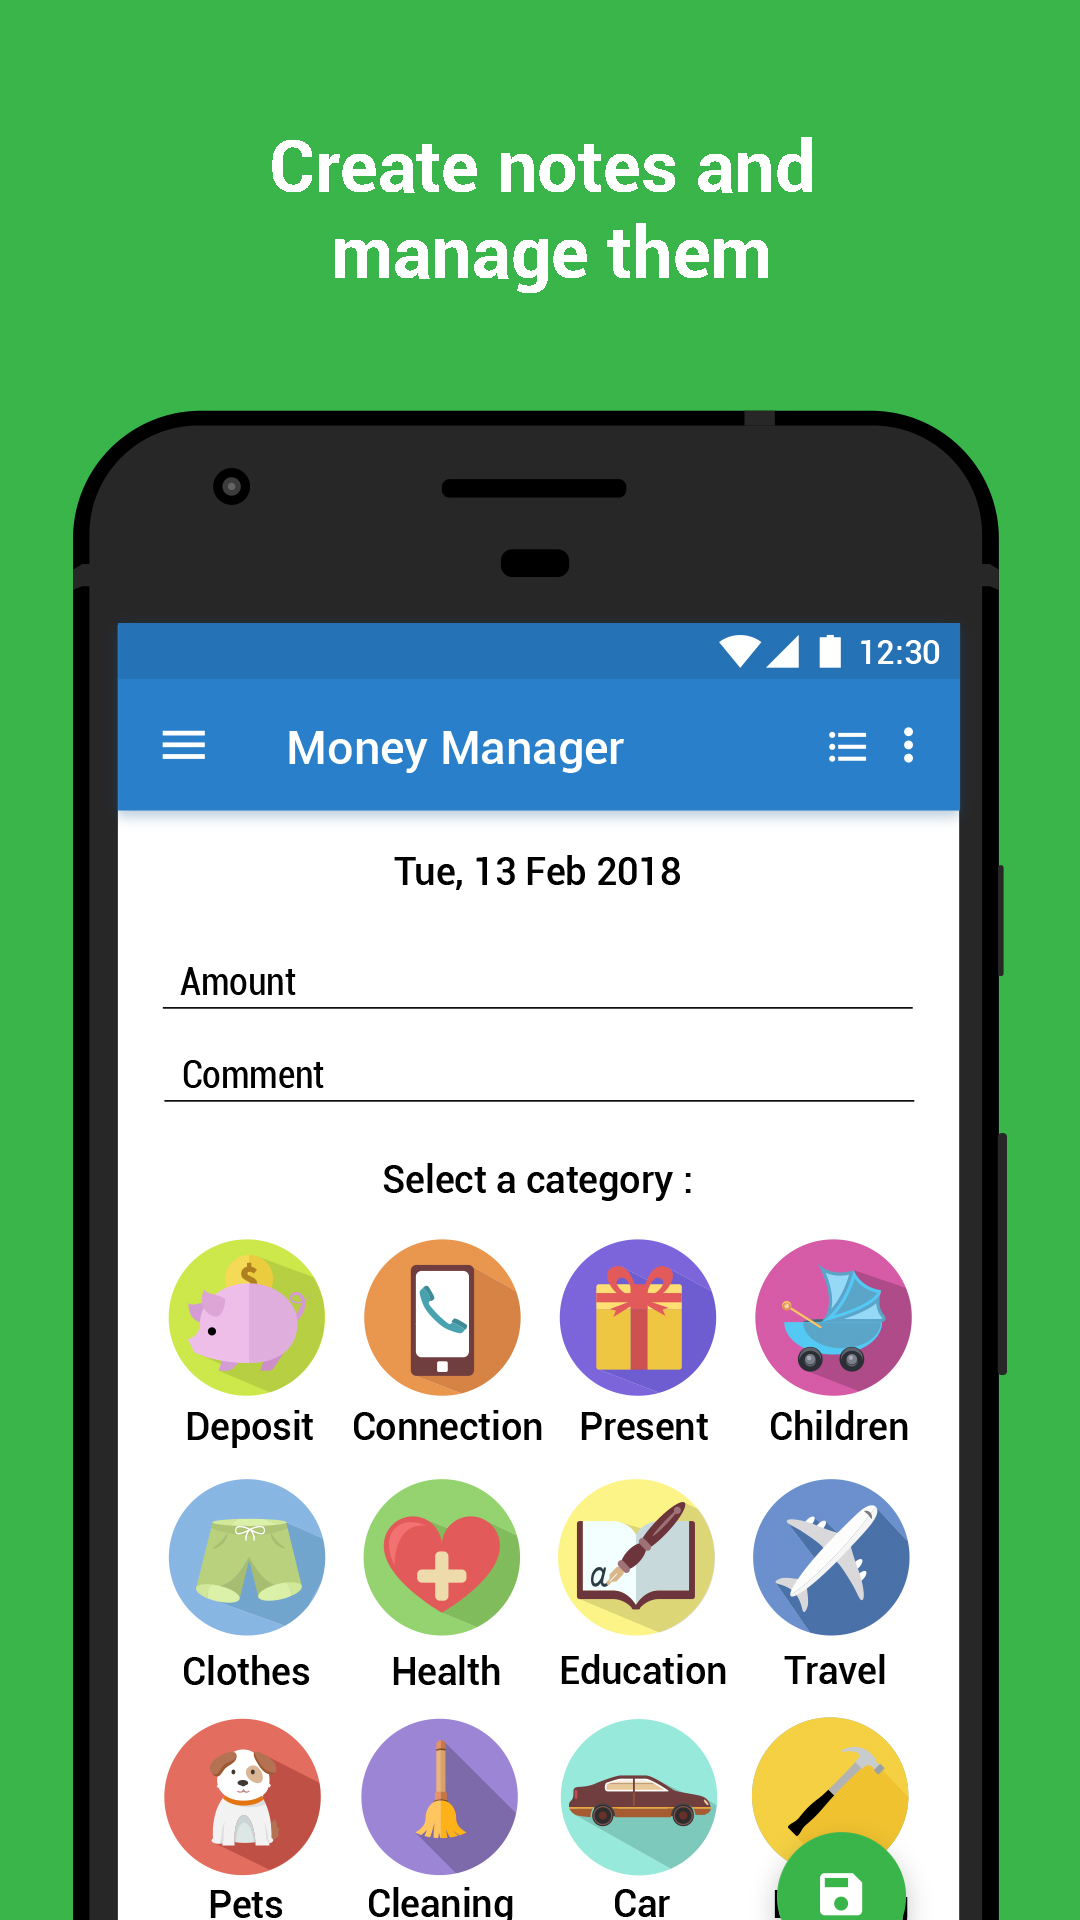 Create notes and
manage them
12:30
Money Manager
Tue, 13 Feb 2018
Amount
Comment
Select a category :
$
Deposit Connection Present Children
a
Clothes Health Education Travel
Pets Cleaning Car